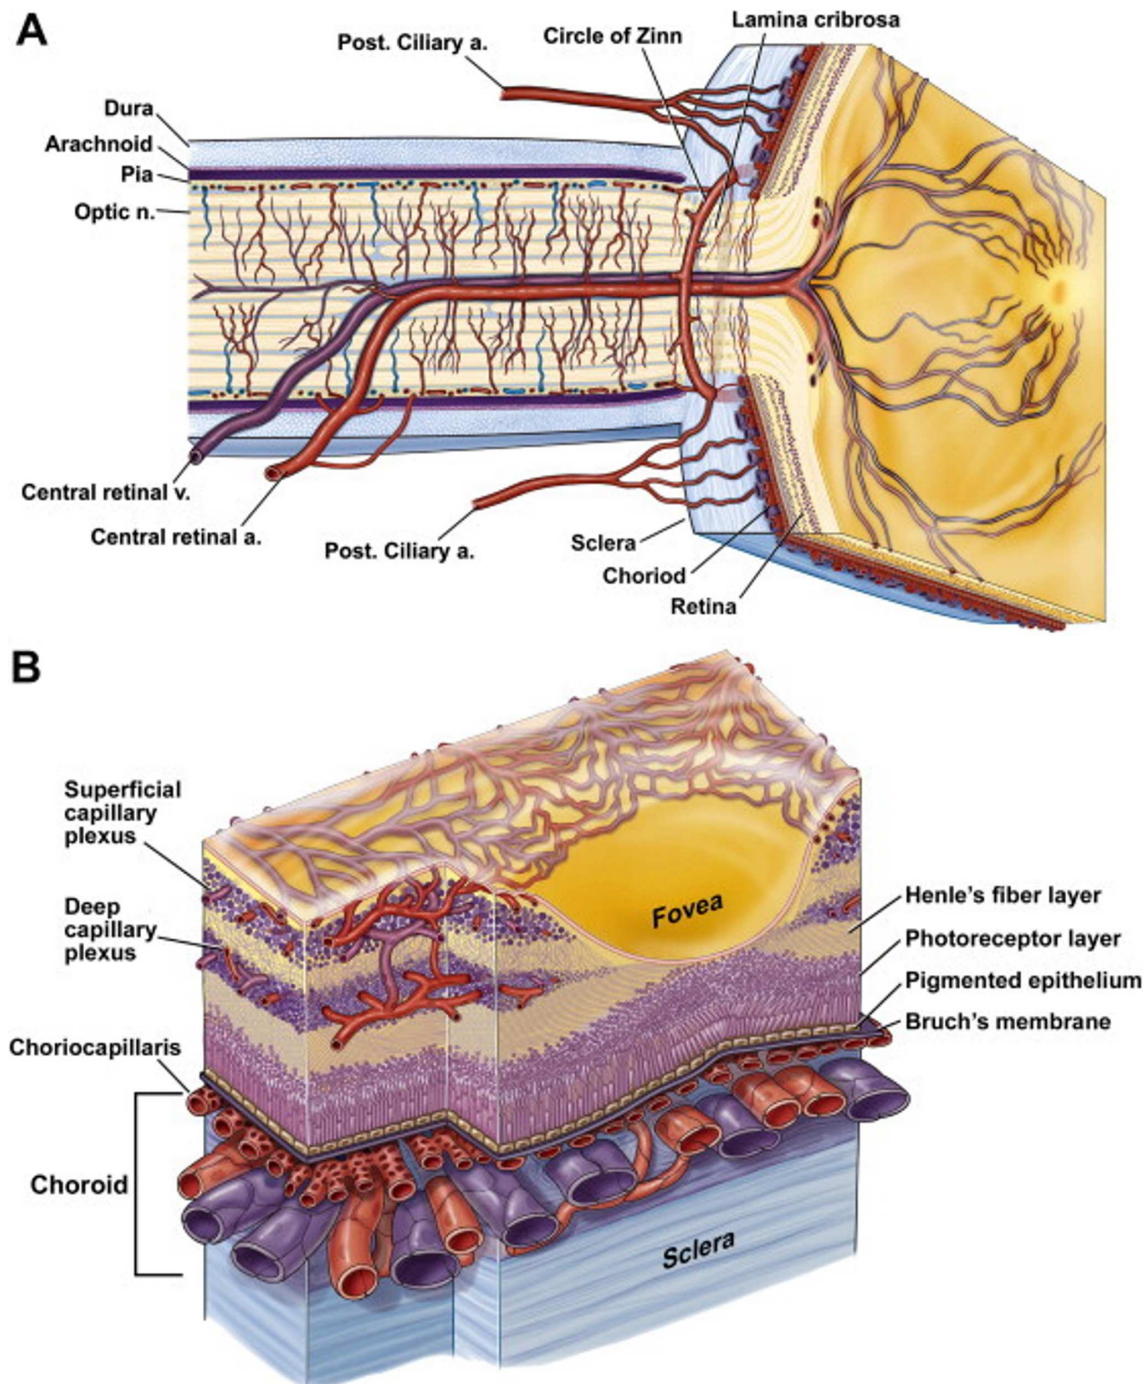 A
Lamina cribrosa
Circle of Zinn
Post. Ciliary a.
Dura
Arachnoid
Pia
Optic n.
Central retinal v.
Central retinal a.
Post. Ciliary a.
Sclera
Choriod
Retina
B
Superficial
capillary
plexus
Deep
capillary
plexus
Fovea
Henle's fiber layer
Photoreceptor layer
Pigmented epithelium
Bruch's membrane
Choriocapillaris
Choroid
Sclera